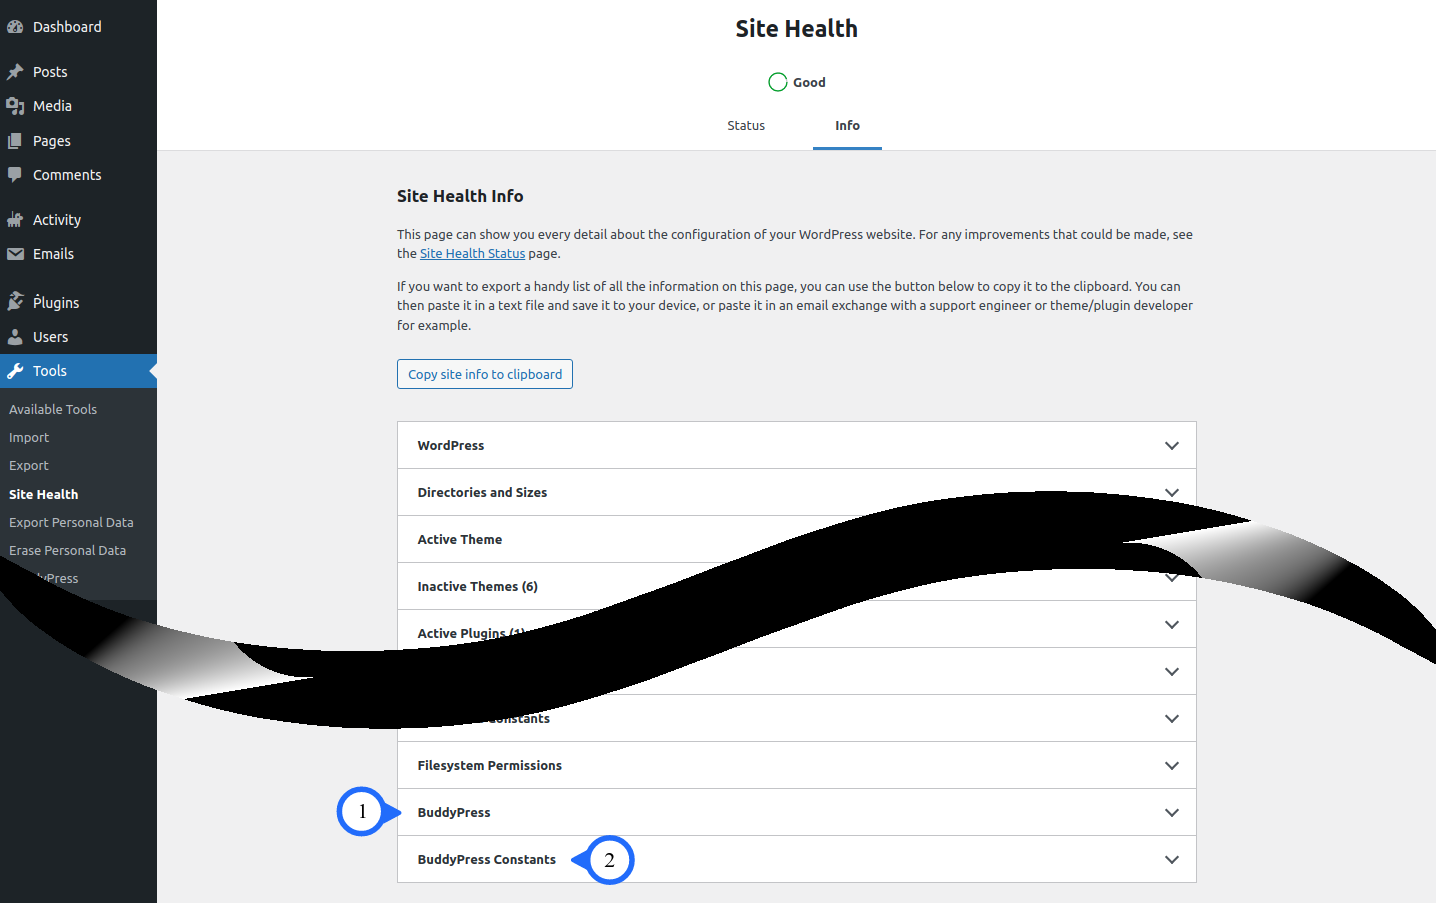 Dashboard
Posts
Media
Pages
Comments
Activity
Emails
Plugins
Users
Tools
Available Tools
Import
Export
Site Health
Export Personal Data
Erase Personal Data
Site Health
Good
Status
Info
Site Health Info
This page can show you every detail about the configuration of your WordPress website. For any improvements that could be made, see
the Site Health Status page.
If you want to export a handy list of all the information on this page, you can use the button below to copy it to the clipboard. You can
then paste it in a text file and save it to your device, or paste it in an email exchange with a support engineer or theme/plugin developer
for example.
Copy site info to clipboard
WordPress
Directories and Sizes
Active Theme
Inactive Themes (6)
Active Plugins (1)
Constants
Filesystem Permissions
1
BuddyPress
BuddyPress Constants
2